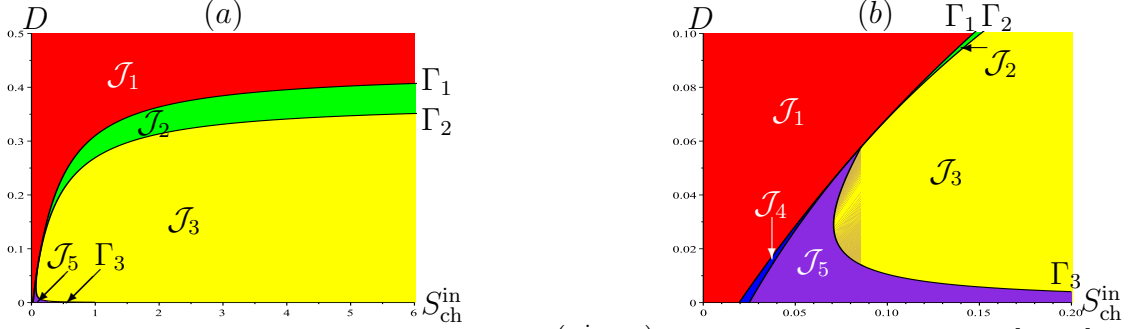 (a)
D
0.5
0.4
0.3
0.2
0.1
0
0 1 2 3 4 5 6
𝒥₁
𝒥₂
𝒥₃
𝒥₅
Γ₃
Γ₁
Γ₂
S_ch^in
(b)
D
Γ₁ Γ₂
0.10
0.08
0.06
0.04
0.02
0
0 0.05 0.10 0.15 0.20
𝒥₁
𝒥₂
𝒥₃
𝒥₄
𝒥₅
Γ₃
S_ch^in